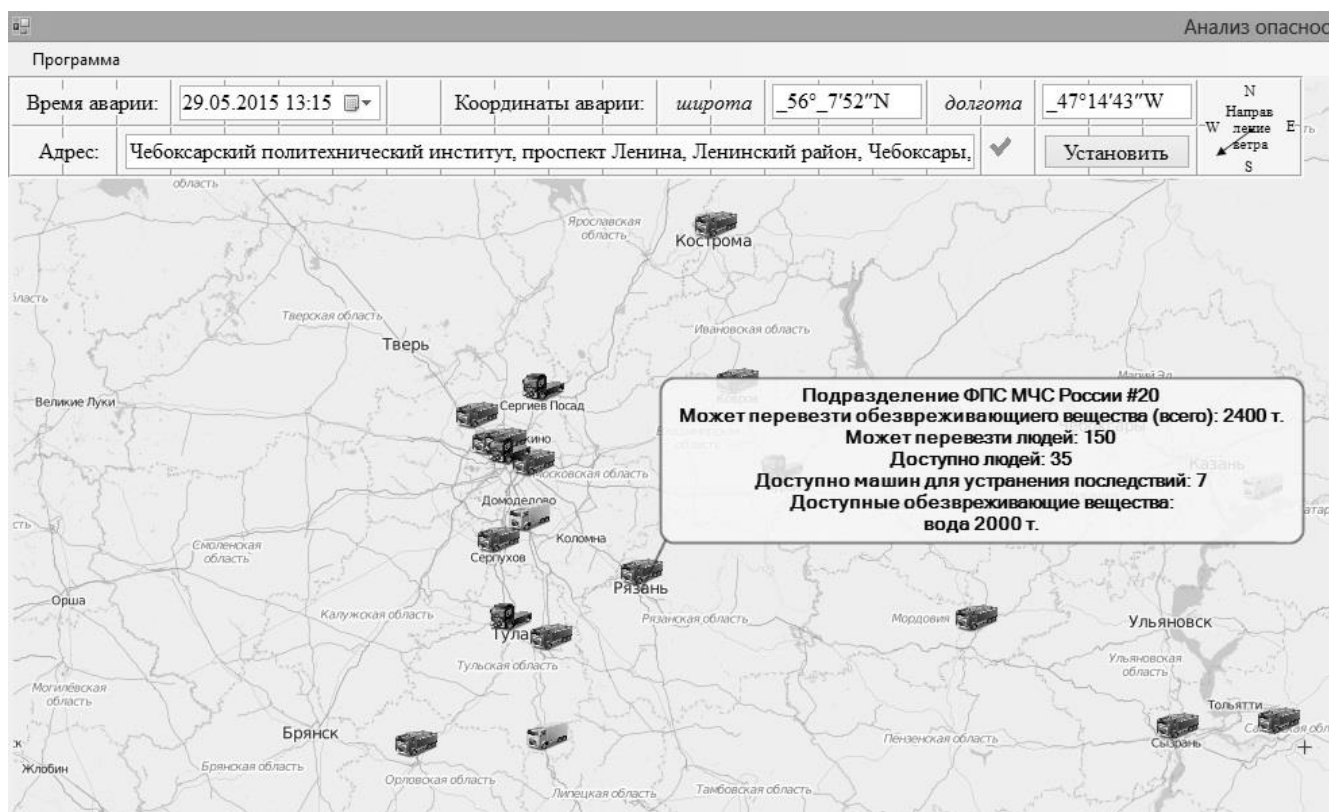 Анализ опаснос
Программа
Время аварии:
29.05.2015 13:15
Координаты аварии:
широта
_56°_7'52"N
долгота
_47°14'43"W
Адрес:
Чебоксарский политехнический институт, проспект Ленина, Ленинский район, Чебоксары,
Установить
N
Направ
W ление E
ветра
S
область
Ярославская
область
Кострома
Тверская область
Ивановская область
Тверь
Великие Луки
Сергиев Посад
Подразделение ФПС МЧС России #20
Может перевезти обезвреживающиего вещества (всего): 2400 т.
Может перевезти людей: 150
Доступно людей: 35
Доступно машин для устранения последствий: 7
Доступные обезвреживающие вещества:
вода 2000 т.
Московская область
Казань
Домодедово
Коломна
Смоленская
область
Серпухов
Рязань
Орша
Калужская область
Рязанская область
Мордовия
Ульяновск
Тула
Тульская область
Ульяновская
область
Могилёвская
область
Тольятти
Брянск
Пензенская область
Сызрань
Жлобин
Брянская область
Орловская область
Липецкая область
Тамбовская область